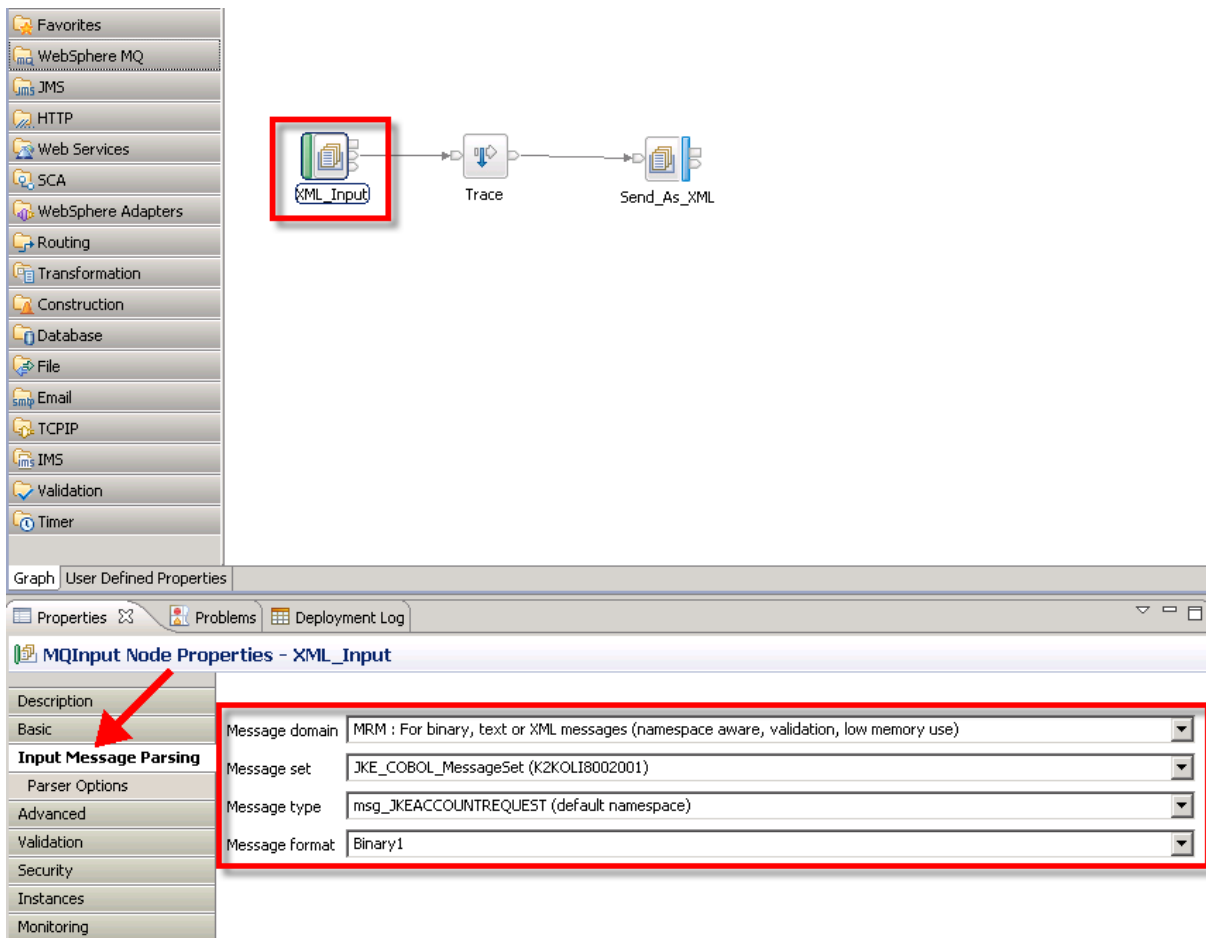 Favorites
WebSphere MQ
JMS
HTTP
Web Services
SCA
WebSphere Adapters
Routing
Transformation
Construction
Database
File
Email
TCPIP
IMS
Validation
Timer
XML_Input
Trace
Send_As_XML
Graph User Defined Properties
Properties Problems Deployment Log
MQInput Node Properties - XML_Input
Description
Basic
Input Message Parsing
Parser Options
Advanced
Validation
Security
Instances
Monitoring
Message domain MRM : For binary, text or XML messages (namespace aware, validation, low memory use)
Message set JKE_COBOL_MessageSet (K2KOLI8002001)
Message type msg_JKEACCOUNTREQUEST (default namespace)
Message format Binary1